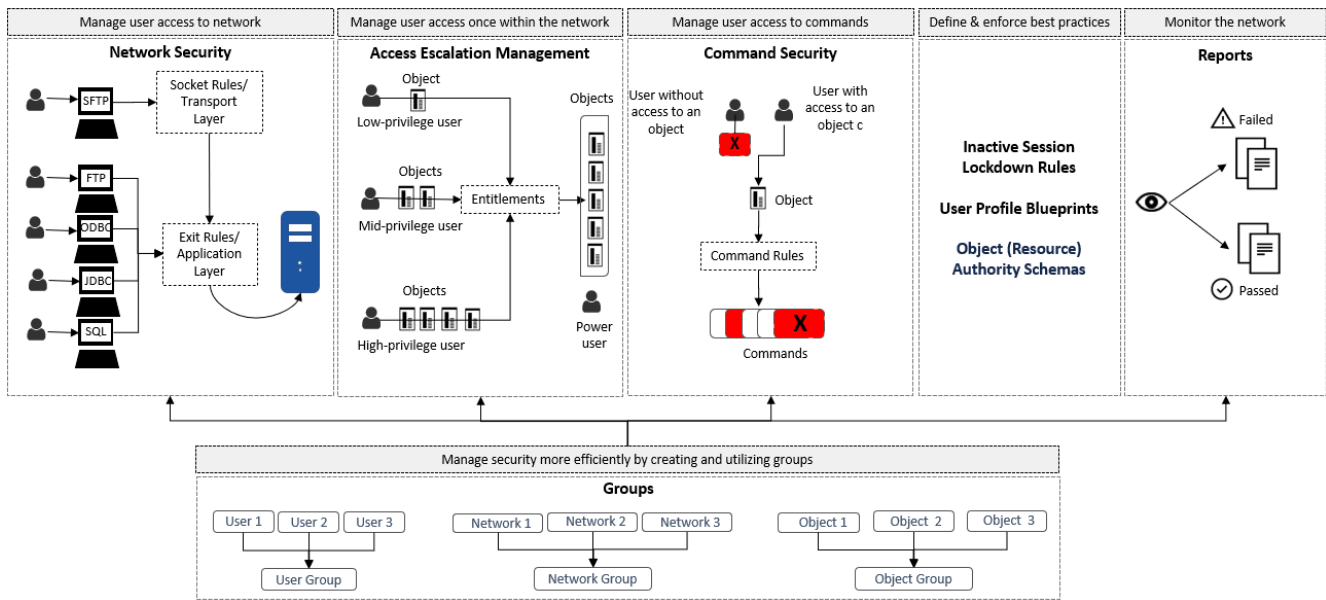 Manage user access to network
Network Security
SFTP
Socket Rules/
Transport
Layer
FTP
ODBC
JDBC
SQL
Exit Rules/
Application
Layer
Manage user access once within the network
Access Escalation Management
Object
Low-privilege user
Objects
Mid-privilege user
Objects
High-privilege user
Entitlements
Objects
Power
user
Manage user access to commands
Command Security
User without
access to an
object
User with
access to an
object c
X
Object
Command Rules
X
Commands
Define & enforce best practices
Inactive Session
Lockdown Rules
User Profile Blueprints
Object (Resource)
Authority Schemas
Monitor the network
Reports
Failed
Passed
Manage security more efficiently by creating and utilizing groups
Groups
User 1
User 2
User 3
User Group
Network 1
Network 2
Network 3
Network Group
Object 1
Object 2
Object 3
Object Group